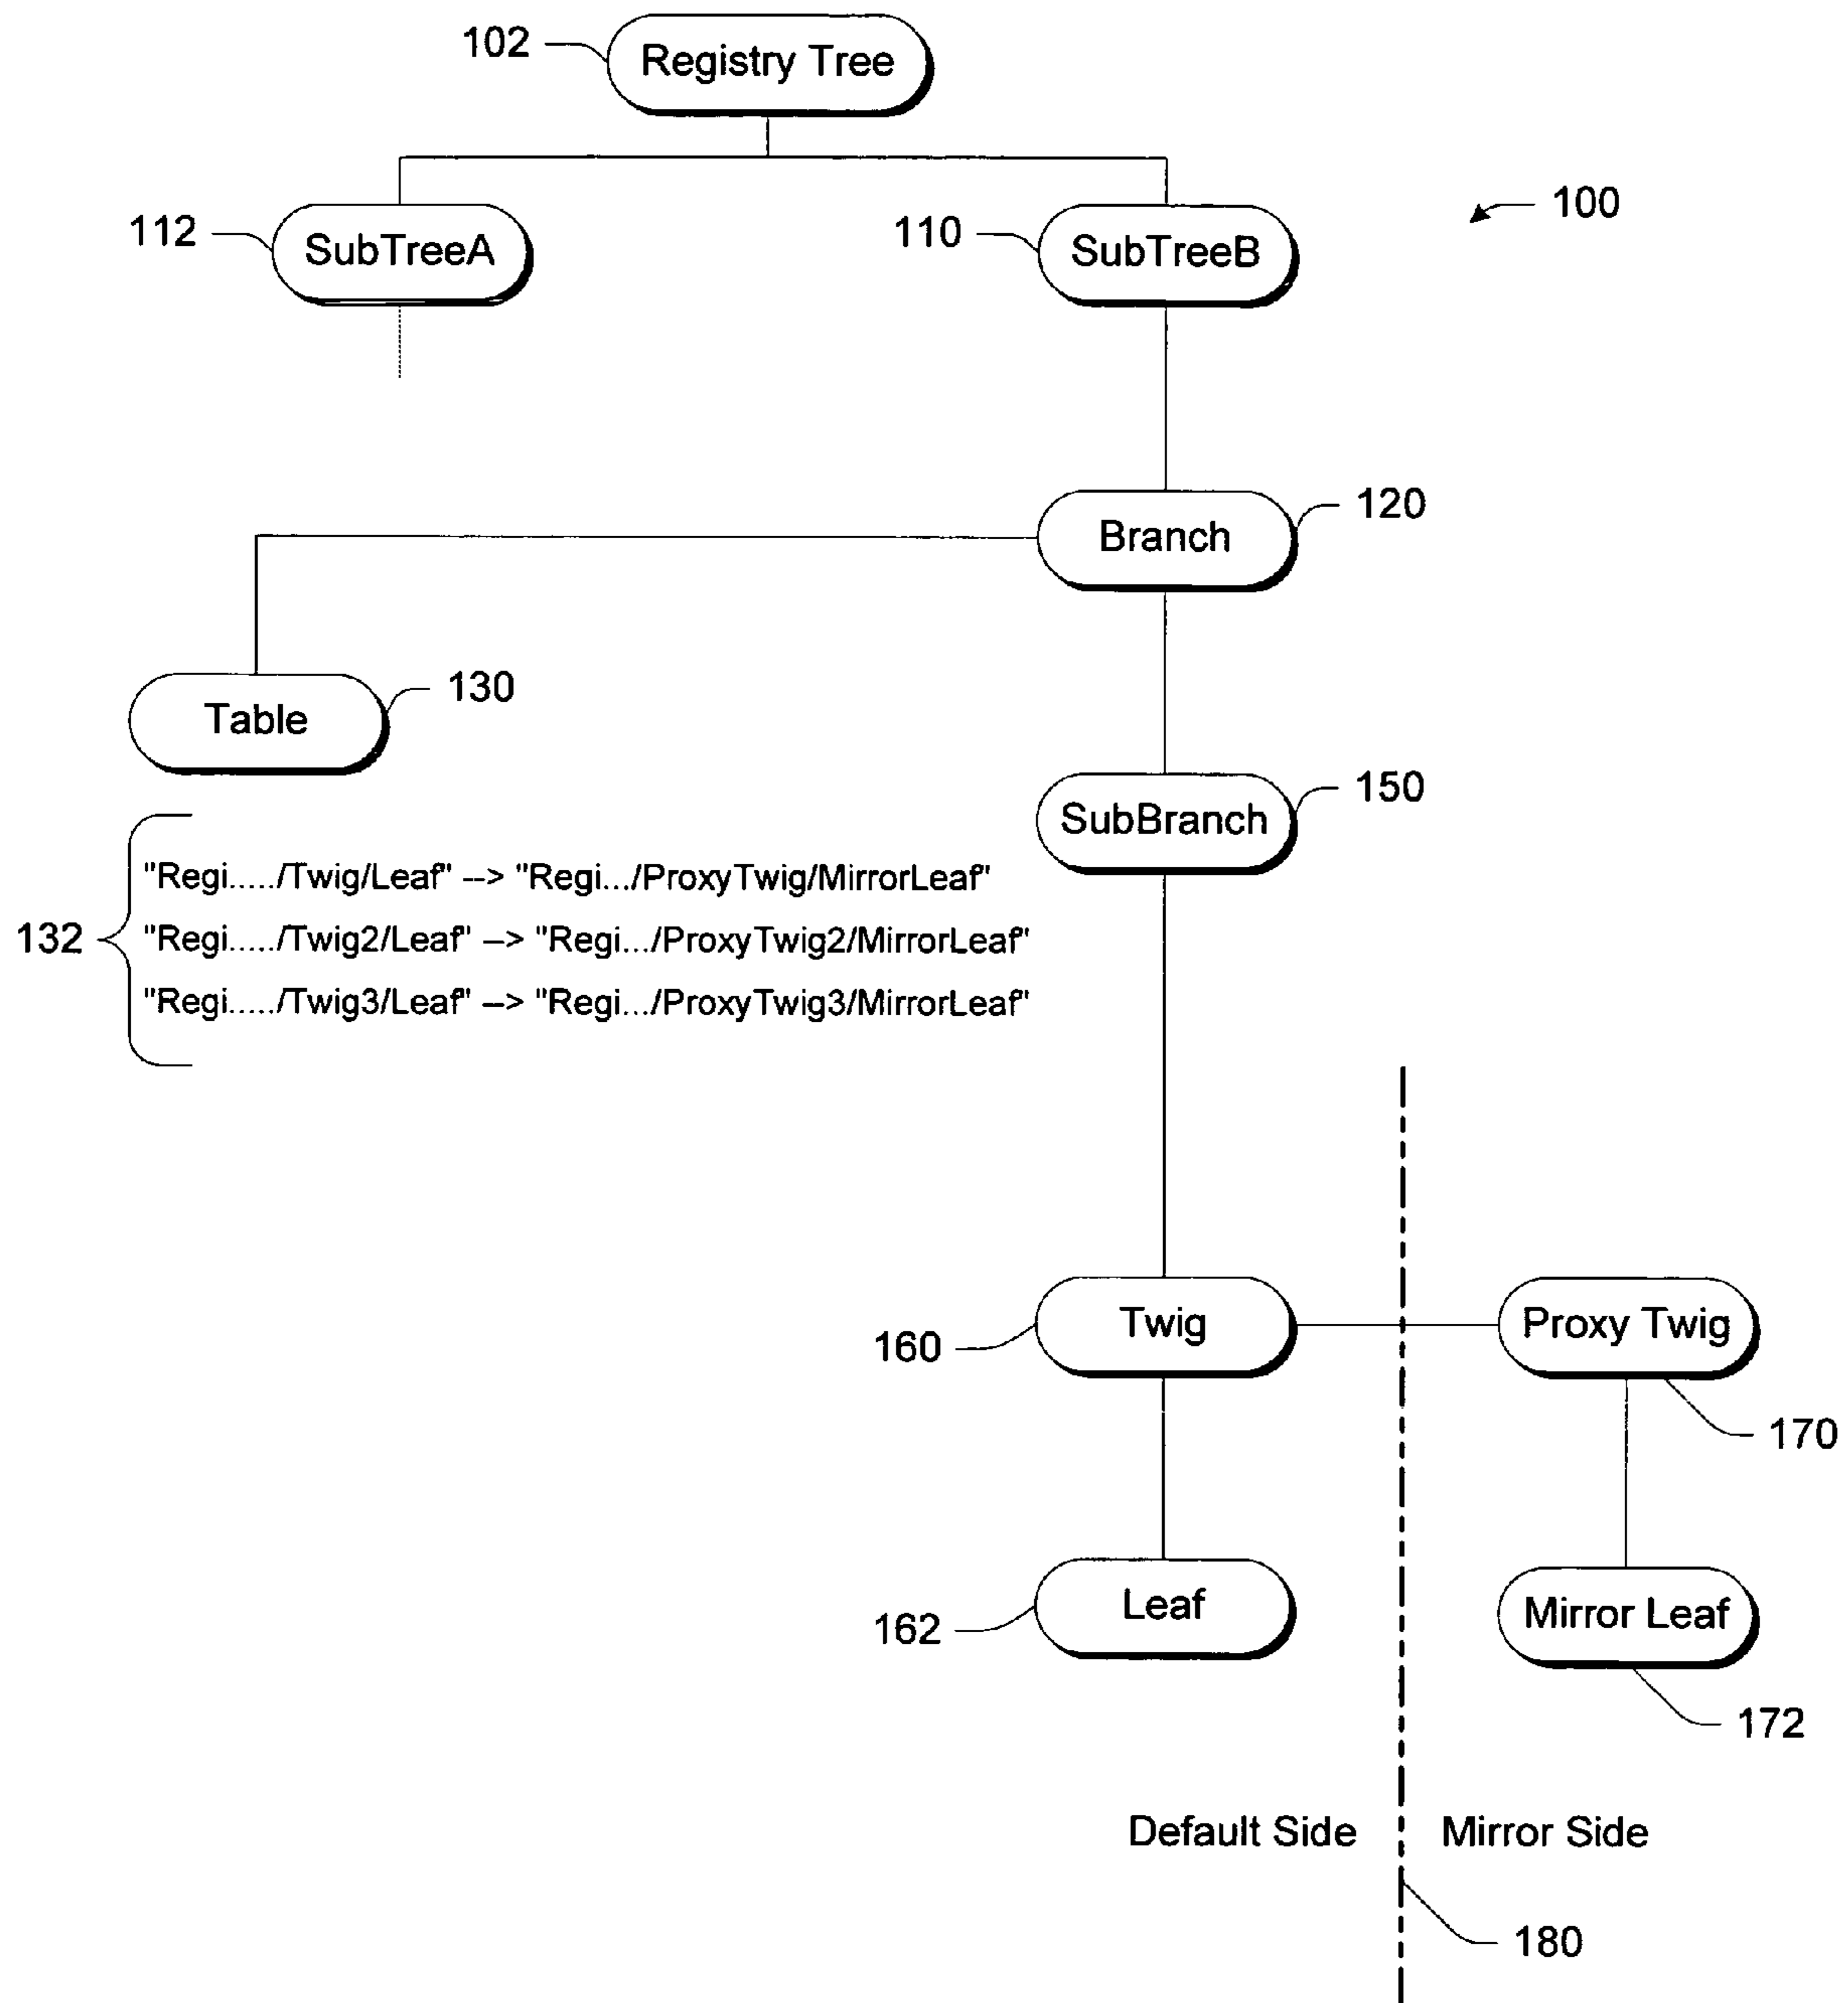 102 Registry Tree
112 SubTreeA 110 SubTreeB 100
Branch 120
Table 130
SubBranch 150
"Regi...../Twig/Leaf" --> "Regi.../ProxyTwig/MirrorLeaf"
132 "Regi...../Twig2/Leaf" --> "Regi.../ProxyTwig2/MirrorLeaf"
"Regi...../Twig3/Leaf" --> "Regi.../ProxyTwig3/MirrorLeaf"
160 Twig Proxy Twig
170
162 Leaf Mirror Leaf
172
Default Side Mirror Side
180